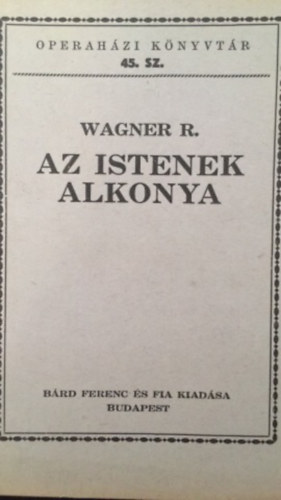 OPERAHÁZI KÖNYVTÁR
45. SZ.
WAGNER R.
AZ ISTENEK
ALKONYA
BÁRD FERENC ÉS FIA KIADÁSA
BUDAPEST